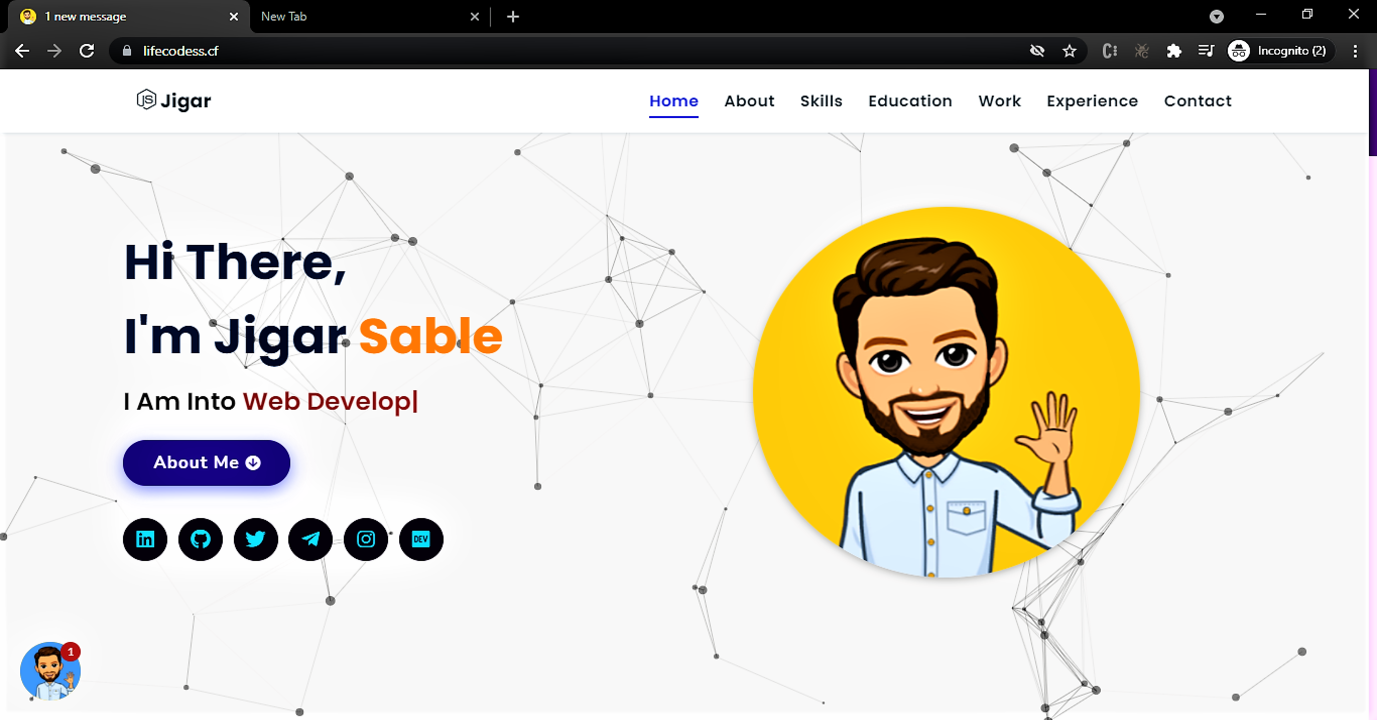 1 new message
New Tab
lifecodess.cf
Incognito (2)
JS Jigar
Home About Skills Education Work Experience Contact
Hi There,
I'm Jigar Sable
I Am Into Web Develop|
About Me
in
DEV
1